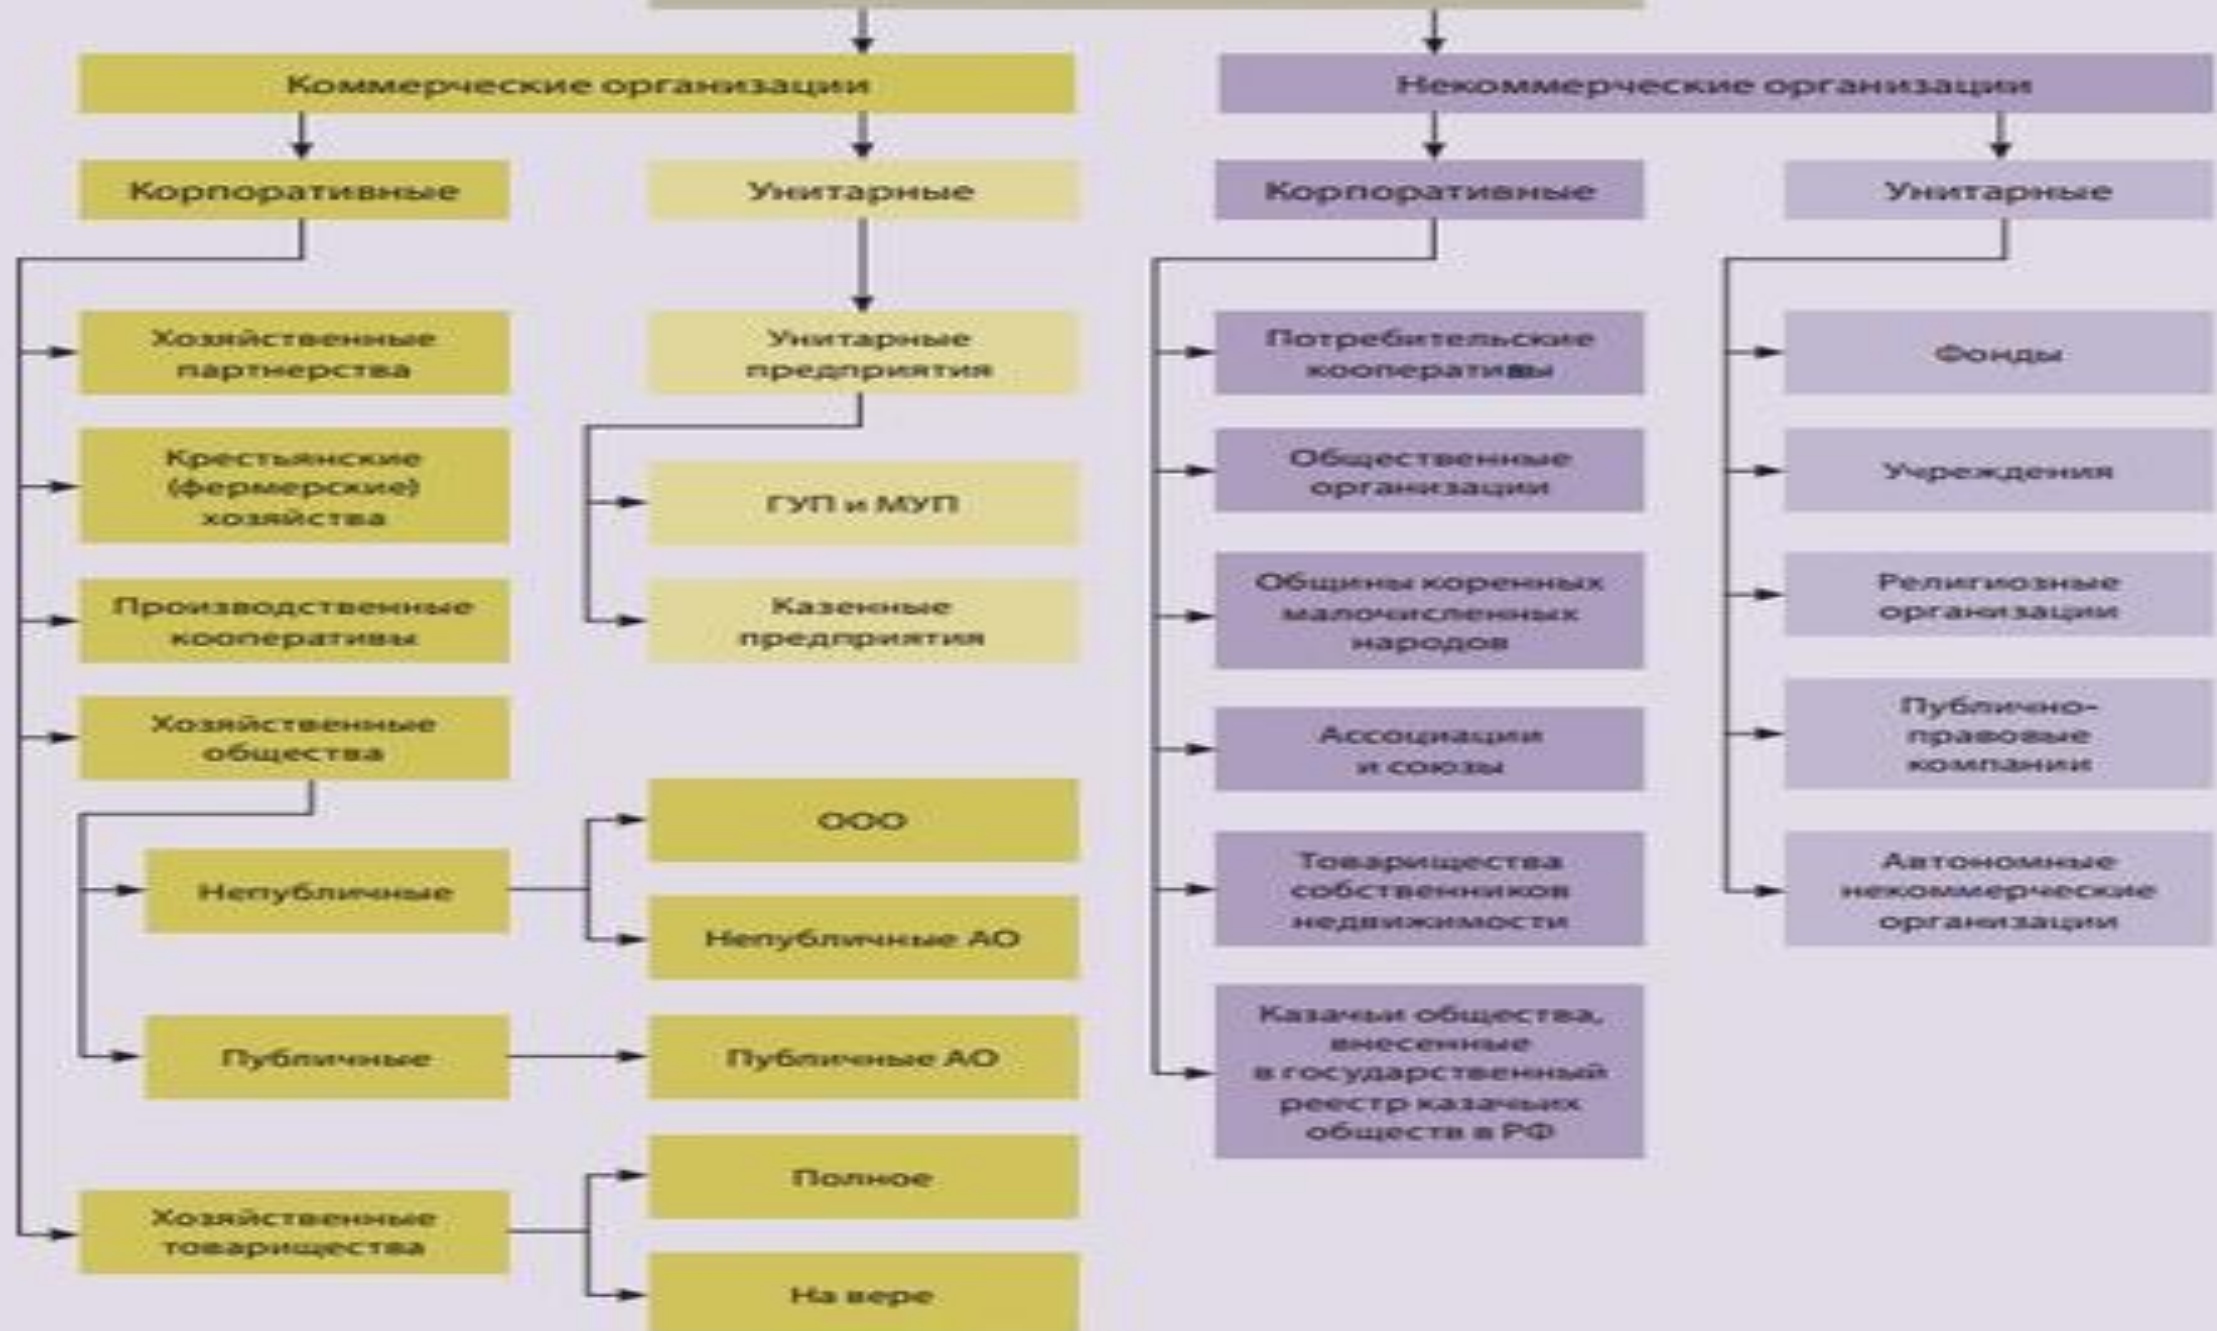 Коммерческие организации
Некоммерческие организации
Корпоративные
Унитарные
Корпоративные
Унитарные
Хозяйственные
партнерства
Крестьянские
(фермерские)
хозяйства
Производственные
кооперативы
Хозяйственные
общества
Непубличные
Публичные
Хозяйственные
товарищества
Унитарные
предприятия
ГУП и МУП
Казенные
предприятия
ООО
Непубличные АО
Публичные АО
Полное
На вере
Потребительские
кооперативы
Общественные
организации
Общины коренных
малочисленных
народов
Ассоциации
и союзы
Товарищества
собственников
недвижимости
Казачьи общества,
внесенные
в государственный
реестр казачьих
обществ в РФ
Фонды
Учреждения
Религиозные
организации
Публично-
правовые
компании
Автономные
некоммерческие
организации